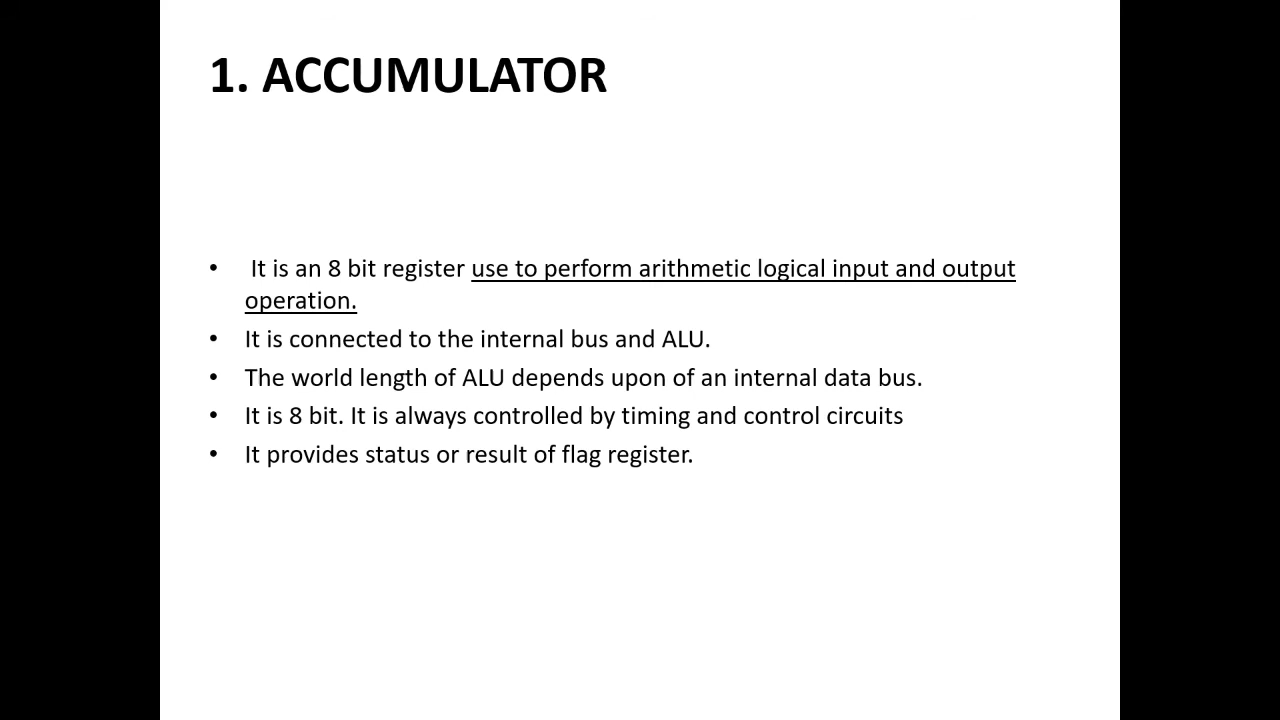 1. ACCUMULATOR
• It is an 8 bit register use to perform arithmetic logical input and output
operation.
• It is connected to the internal bus and ALU.
• The world length of ALU depends upon of an internal data bus.
• It is 8 bit. It is always controlled by timing and control circuits
• It provides status or result of flag register.